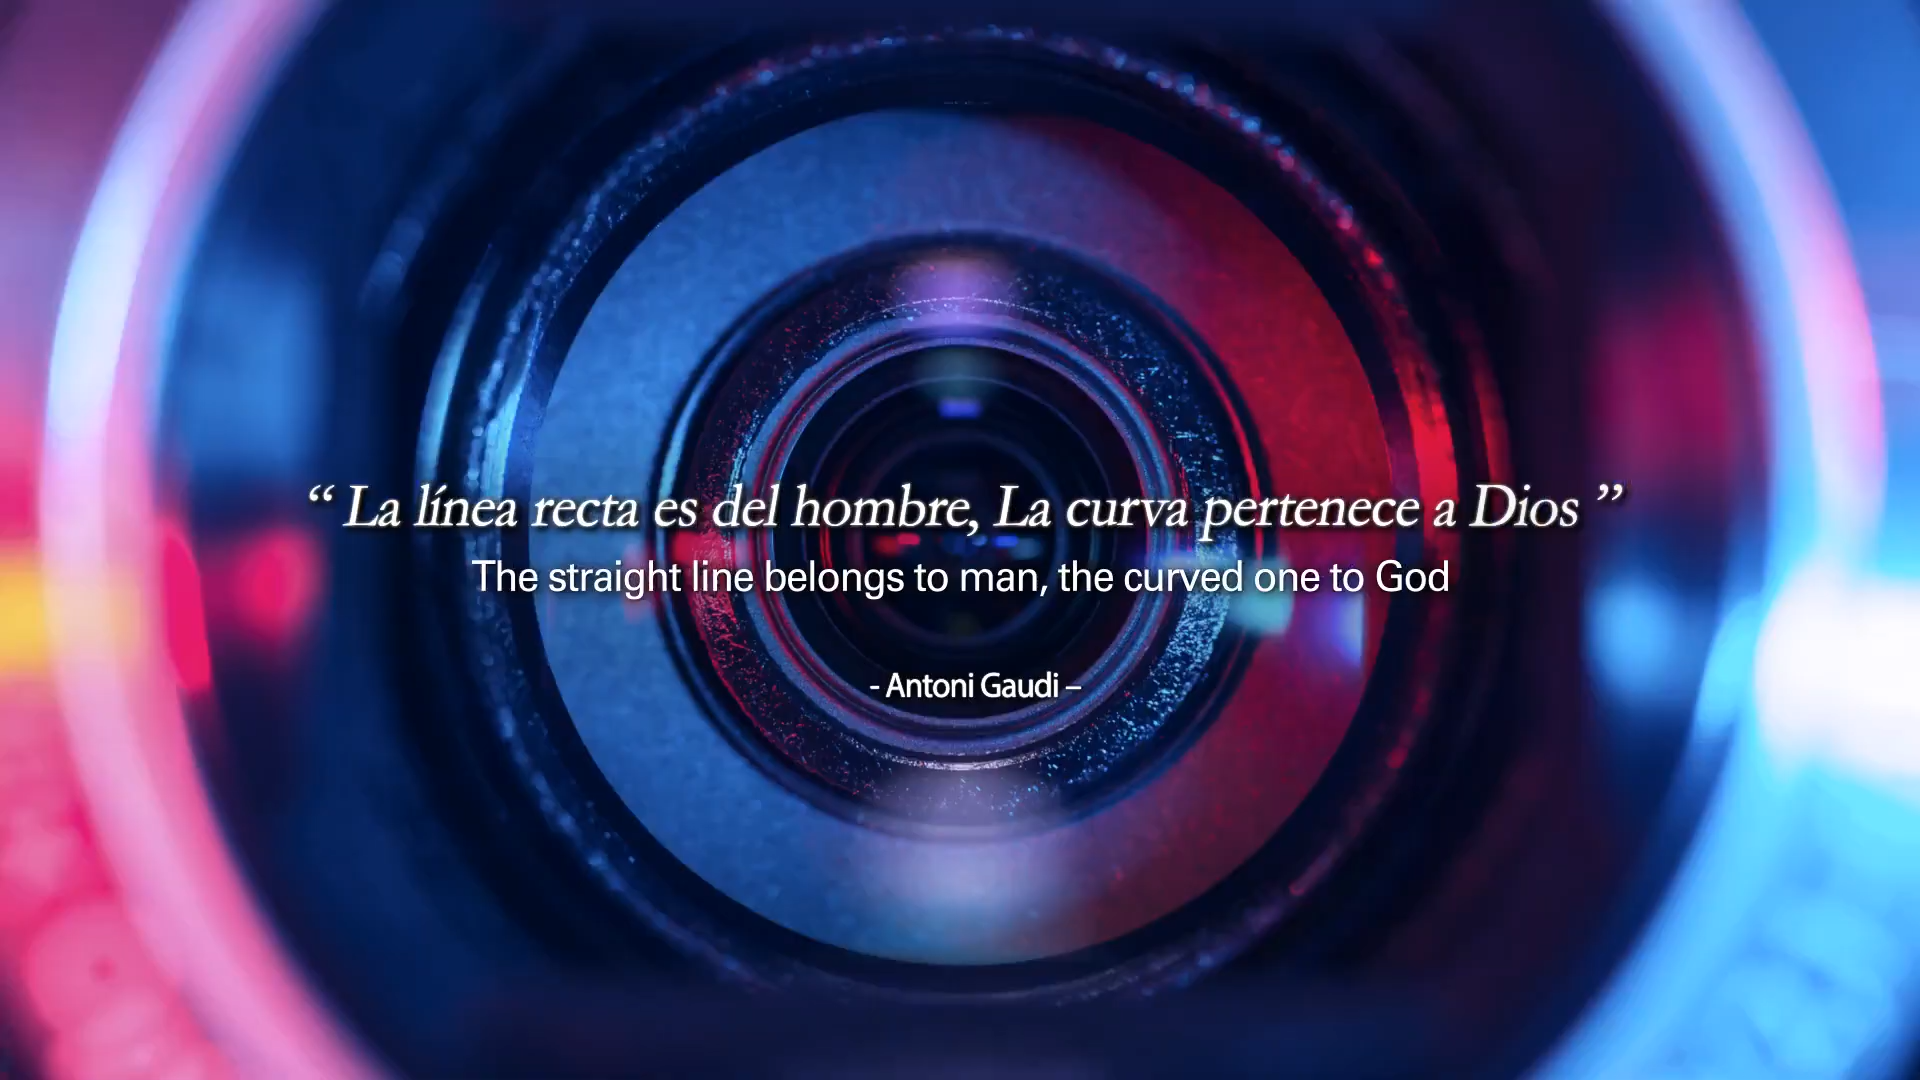 “ La línea recta es del hombre, La curva pertenece a Dios ”
The straight line belongs to man, the curved one to God
- Antoni Gaudi –